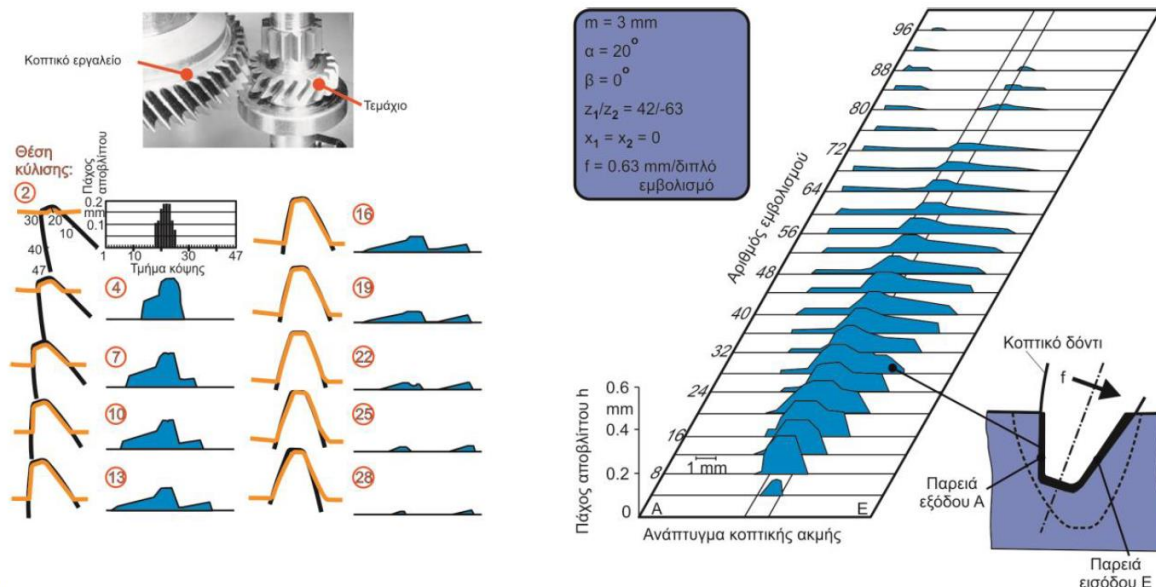 Κοπτικό εργαλείο
Τεμάχιο
Θέση
κύλισης:
Πάχος
αποβλίττου
2
0.2
mm
0.1
30 20
10
40
47
1 10 30 47
Τμήμα κόψης
4
7
10
13
16
19
22
25
28
m = 3 mm
α = 20°
β = 0°
z1/z2 = 42/-63
x1 = x2 = 0
f = 0.63 mm/διπλό
εμβολισμό
Αριθμός εμβολισμού
96
88
80
72
64
56
48
40
32
24
16
8
Πάχος αποβλίττου h
0.6
mm
0.4
0.2
0
1 mm
A
E
Ανάπτυγμα κοπτικής ακμής
Κοπτικό δόντι
f
Παρειά
εξόδου A
Παρειά
εισόδου E